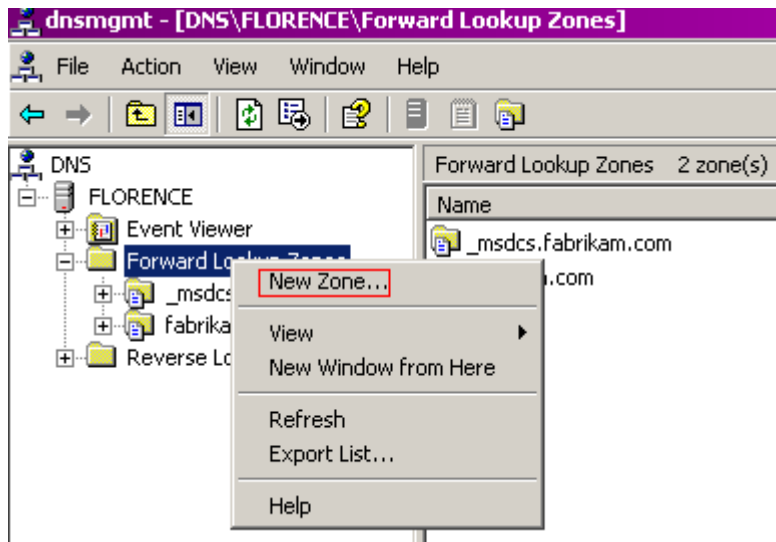 dnsmgmt - [DNS\FLORENCE\Forward Lookup Zones]
File Action View Window Help
DNS
FLORENCE
Event Viewer
Forward Lookup Zones
_msdcs
fabrika
Reverse Lo
Forward Lookup Zones 2 zone(s)
Name
_msdcs.fabrikam.com
.com
New Zone...
View
New Window from Here
Refresh
Export List...
Help